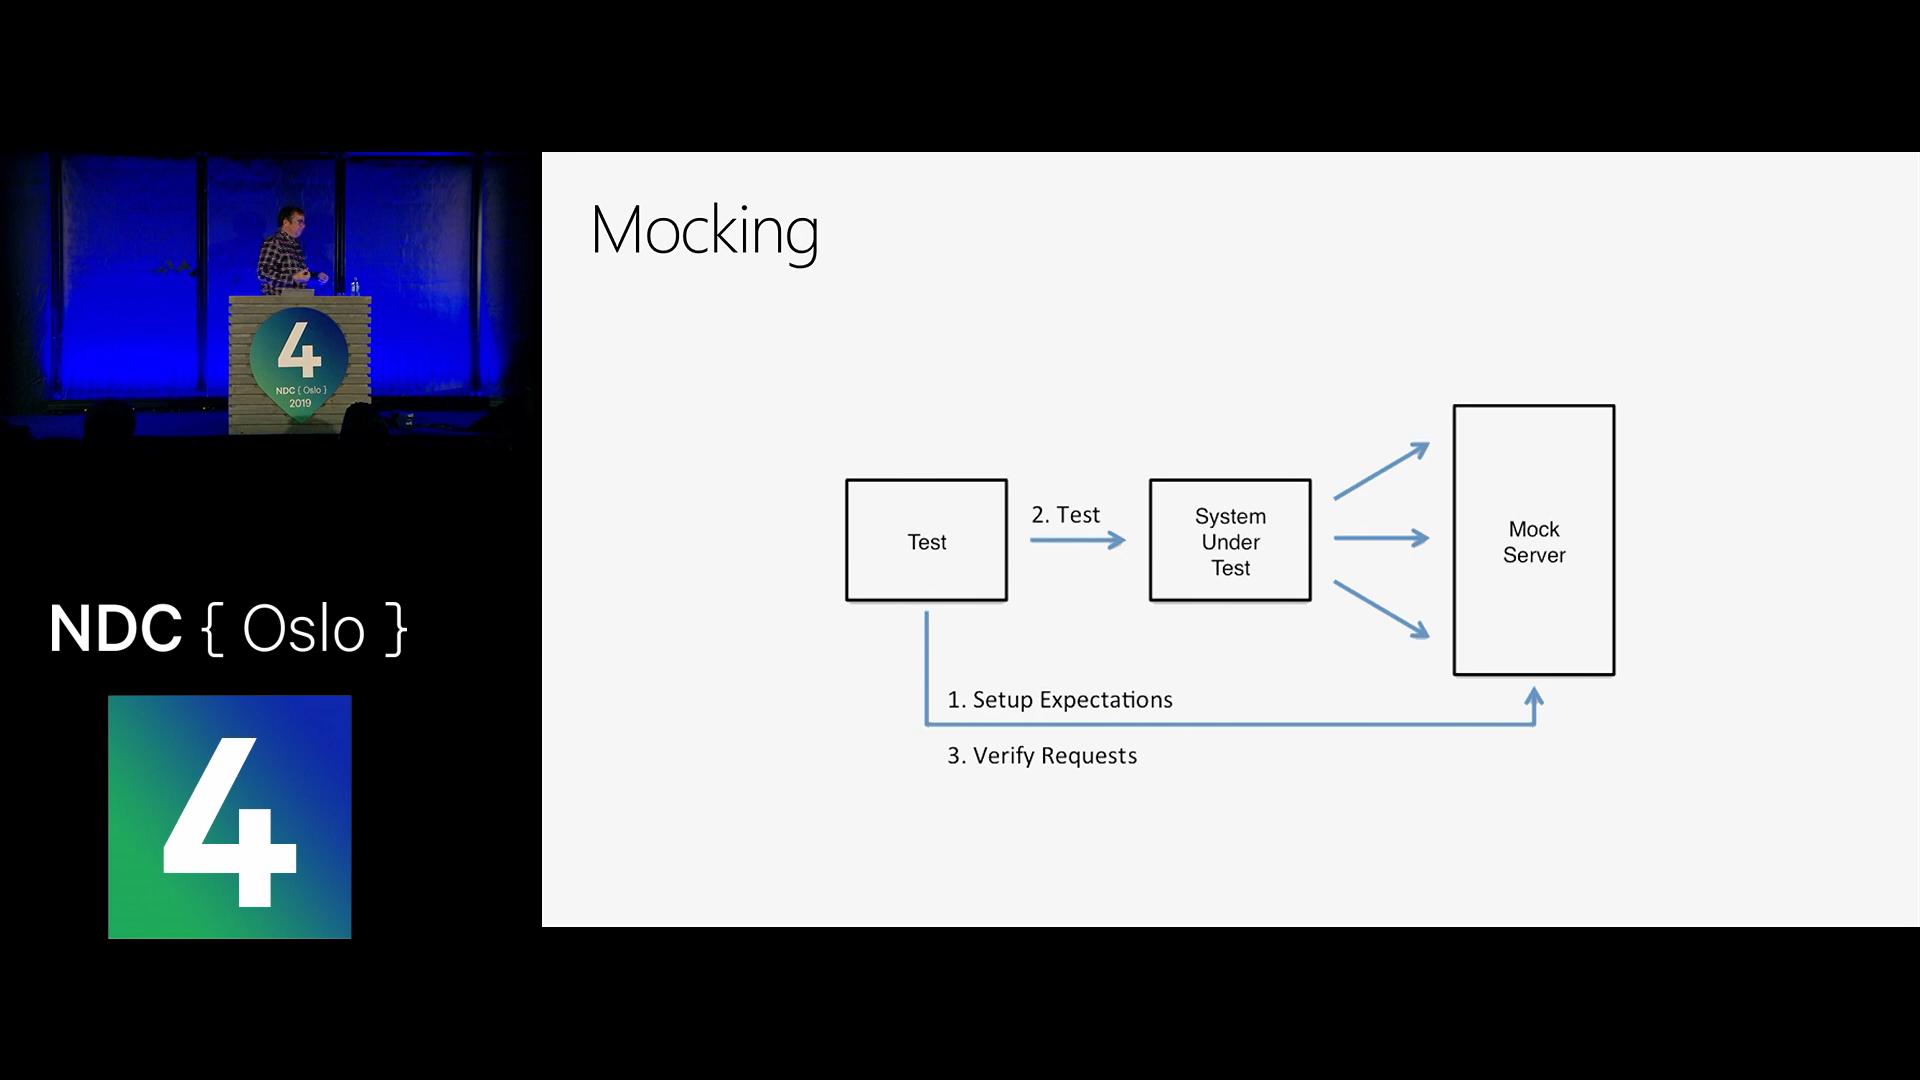 4
NDC { Oslo }
2019
NDC { Oslo }
4
Mocking
Test
2. Test
System
Under
Test
Mock
Server
1. Setup Expectations
3. Verify Requests